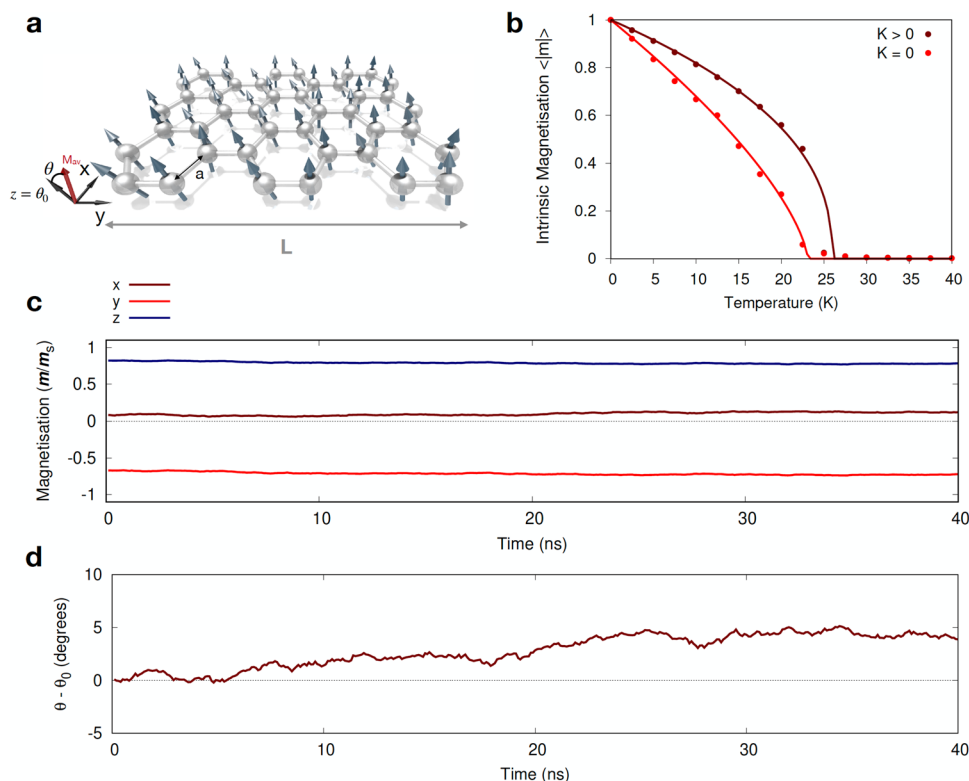 a
M_av
θ
x
z = θ₀
y
a
L
b
Intrinsic Magnetisation <|m|>
1
0.8
0.6
0.4
0.2
0
K > 0
K = 0
0 5 10 15 20 25 30 35 40
Temperature (K)
c
x
y
z
Magnetisation (m/m_s)
1
0.5
0
-0.5
-1
0 10 20 30 40
Time (ns)
d
θ - θ₀ (degrees)
10
5
0
-5
0 10 20 30 40
Time (ns)